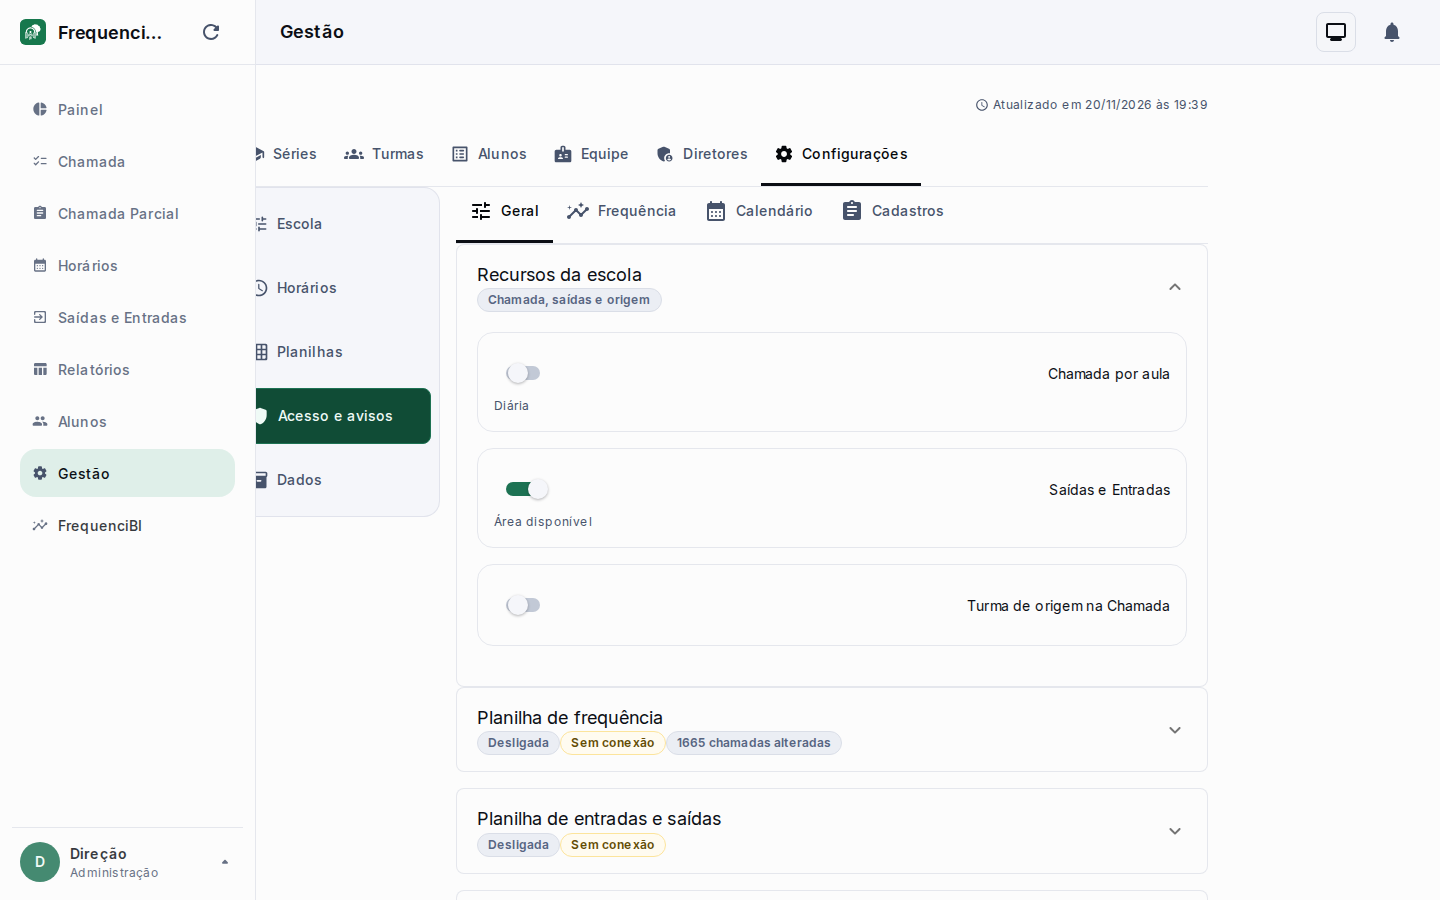 Frequenci...
Gestão
Painel
Chamada
Chamada Parcial
Horários
Saídas e Entradas
Relatórios
Alunos
Gestão
FrequenciBI
D
Direção
Administração
Atualizado em 20/11/2026 às 19:39
Séries
Turmas
Alunos
Equipe
Diretores
Configurações
Escola
Horários
Planilhas
Acesso e avisos
Dados
Geral
Frequência
Calendário
Cadastros
Recursos da escola
Chamada, saídas e origem
Chamada por aula
Diária
Saídas e Entradas
Área disponível
Turma de origem na Chamada
Planilha de frequência
Desligada
Sem conexão
1665 chamadas alteradas
Planilha de entradas e saídas
Desligada
Sem conexão